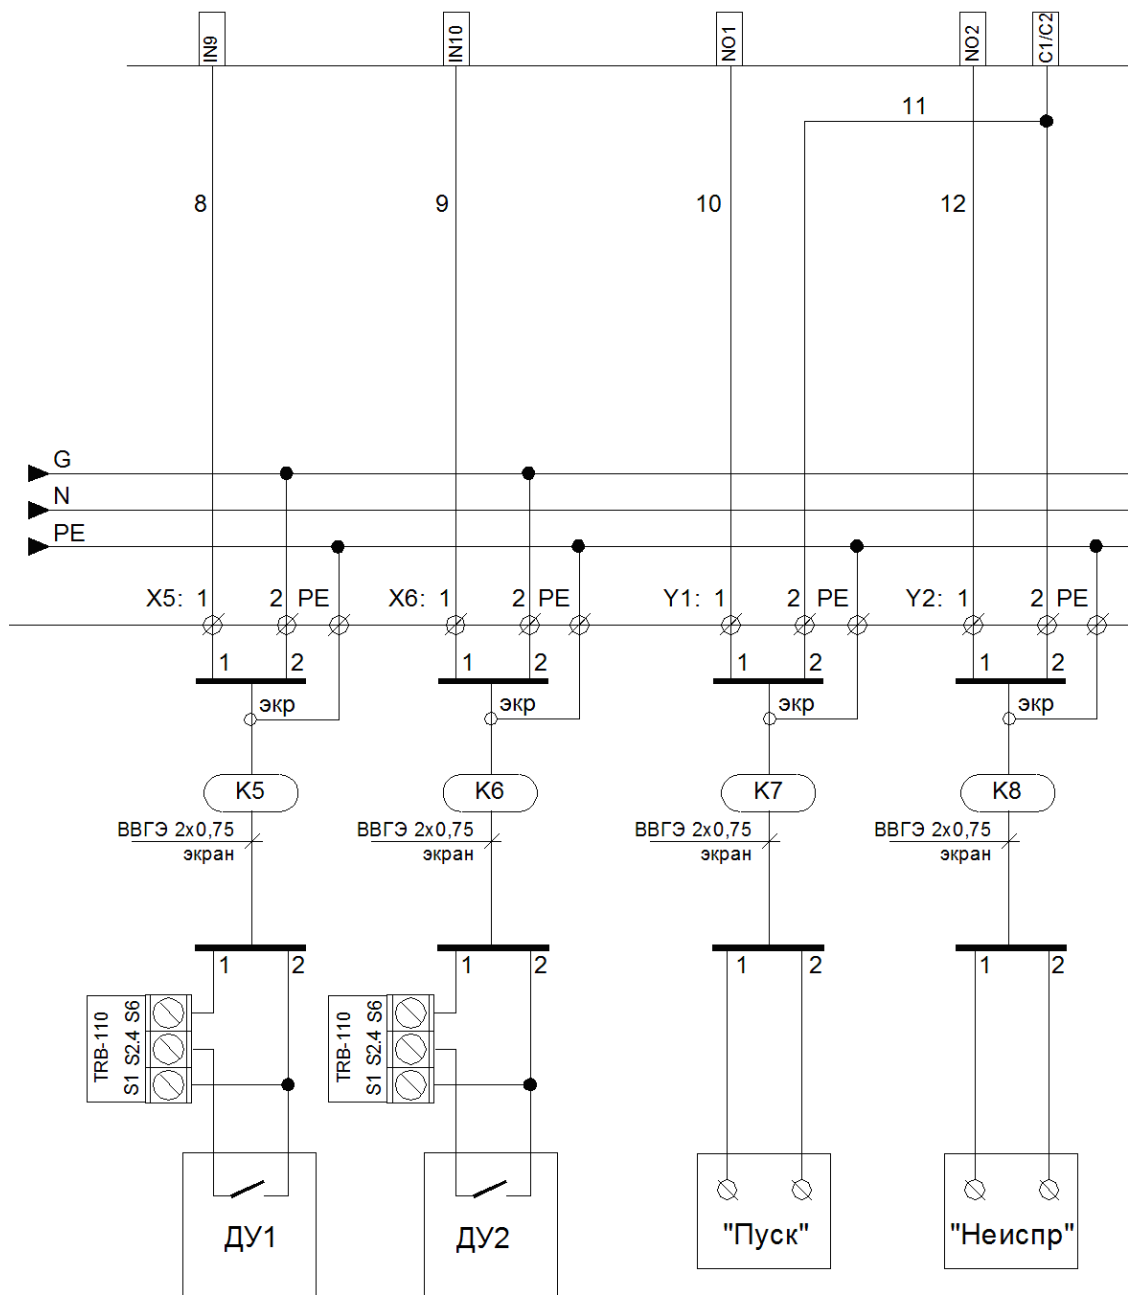 IN9
IN10
NO1
NO2
C1/C2
11
8
9
10
12
G
N
PE
X5: 1 2 PE
X6: 1 2 PE
Y1: 1 2 PE
Y2: 1 2 PE
1 2
1 2
1 2
1 2
экр
экр
экр
экр
K5
K6
K7
K8
ВВГЭ 2x0,75
экран
ВВГЭ 2x0,75
экран
ВВГЭ 2x0,75
экран
ВВГЭ 2x0,75
экран
1 2
1 2
1 2
1 2
TRB-110
S1 S2.4 S6
TRB-110
S1 S2.4 S6
ДУ1
ДУ2
"Пуск"
"Неиспр"